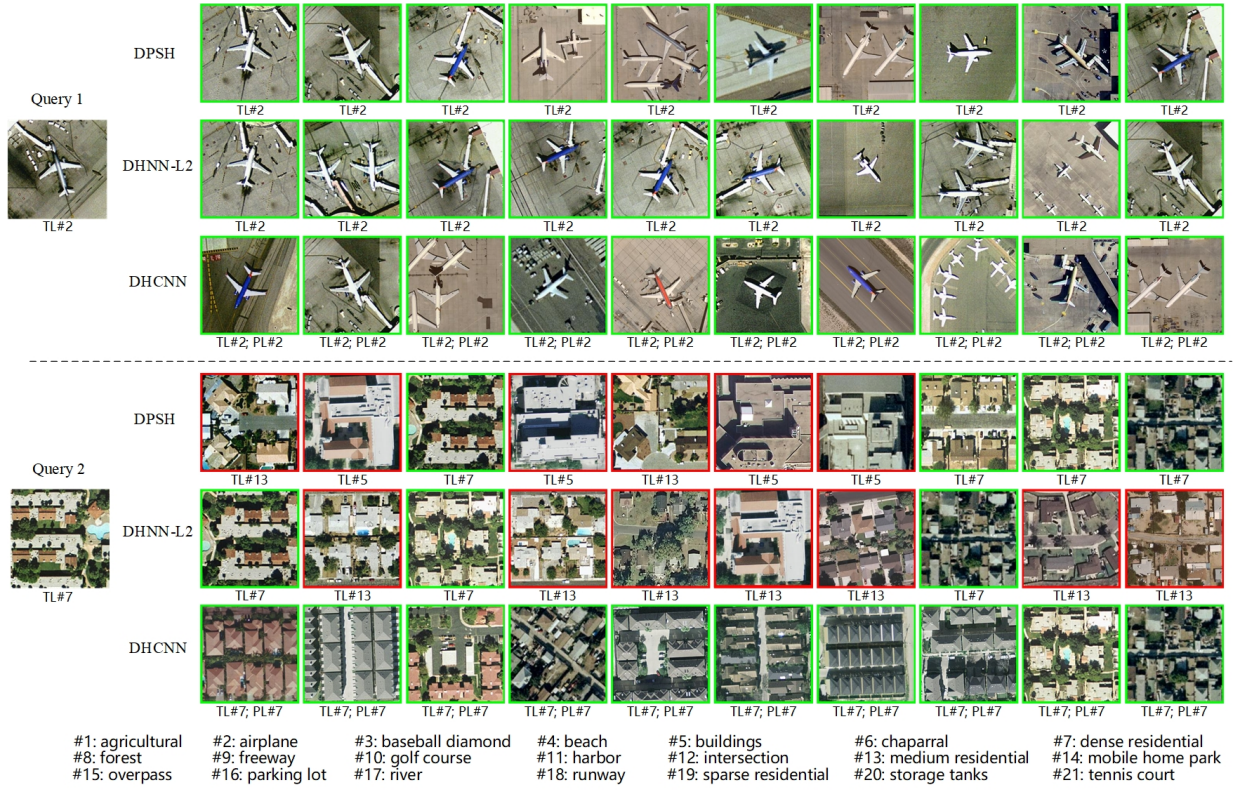 DPSH
TL#2 TL#2 TL#2 TL#2 TL#2 TL#2 TL#2 TL#2 TL#2 TL#2
Query 1
TL#2
DHNN-L2
TL#2 TL#2 TL#2 TL#2 TL#2 TL#2 TL#2 TL#2 TL#2 TL#2
DHCNN
TL#2; PL#2 TL#2; PL#2 TL#2; PL#2 TL#2; PL#2 TL#2; PL#2 TL#2; PL#2 TL#2; PL#2 TL#2; PL#2 TL#2; PL#2 TL#2; PL#2
DPSH
TL#13 TL#5 TL#7 TL#5 TL#13 TL#5 TL#5 TL#7 TL#7 TL#7
Query 2
TL#7
DHNN-L2
TL#7 TL#13 TL#7 TL#13 TL#13 TL#13 TL#13 TL#7 TL#13 TL#13
DHCNN
TL#7; PL#7 TL#7; PL#7 TL#7; PL#7 TL#7; PL#7 TL#7; PL#7 TL#7; PL#7 TL#7; PL#7 TL#7; PL#7 TL#7; PL#7 TL#7; PL#7
#1: agricultural #2: airplane #3: baseball diamond #4: beach #5: buildings #6: chaparral #7: dense residential
#8: forest #9: freeway #10: golf course #11: harbor #12: intersection #13: medium residential #14: mobile home park
#15: overpass #16: parking lot #17: river #18: runway #19: sparse residential #20: storage tanks #21: tennis court